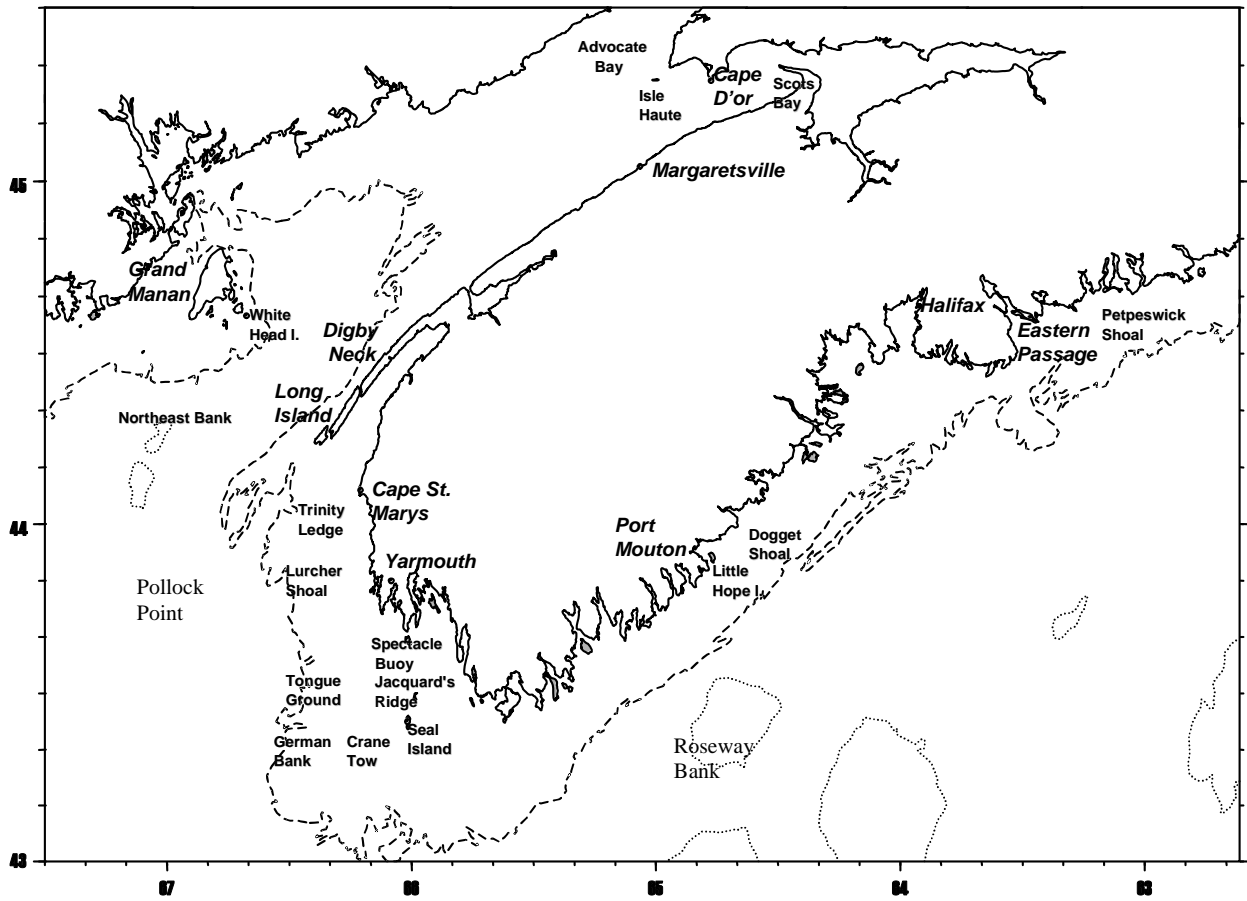 Advocate
Bay
Cape
D'or
Scots
Bay
Isle
Haute
Margaretsville
45
Grand
Manan
White
Head I.
Digby
Neck
Halifax
Eastern
Passage
Petpeswick
Shoal
Long
Island
Northeast Bank
Cape St.
Marys
Trinity
Ledge
44
Port
Mouton
Dogget
Shoal
Yarmouth
Lurcher
Shoal
Little
Hope I.
Pollock
Point
Spectacle
Buoy
Jacquard's
Ridge
Tongue
Ground
Seal
Island
German
Bank
Crane
Tow
Roseway
Bank
43
67 66 65 64 63